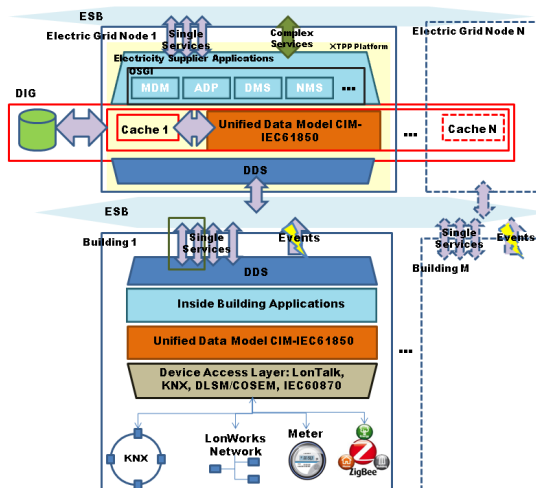 ESB
Electric Grid Node 1
Single
Services
Complex
Services
Electric Grid Node N
XTPP Platform
Electricity Supplier Applications
OSGI
MDM
ADP
DMS
NMS
...
DIG
Cache 1
Unified Data Model CIM-
IEC61850
...
Cache N
DDS
ESB
Building 1
Single
Services
Events
Single
Services
Events
Building M
DDS
Inside Building Applications
Unified Data Model CIM-IEC61850
...
Device Access Layer: LonTalk,
KNX, DLSM/COSEM, IEC60870
KNX
LonWorks
Network
Meter
ZigBee